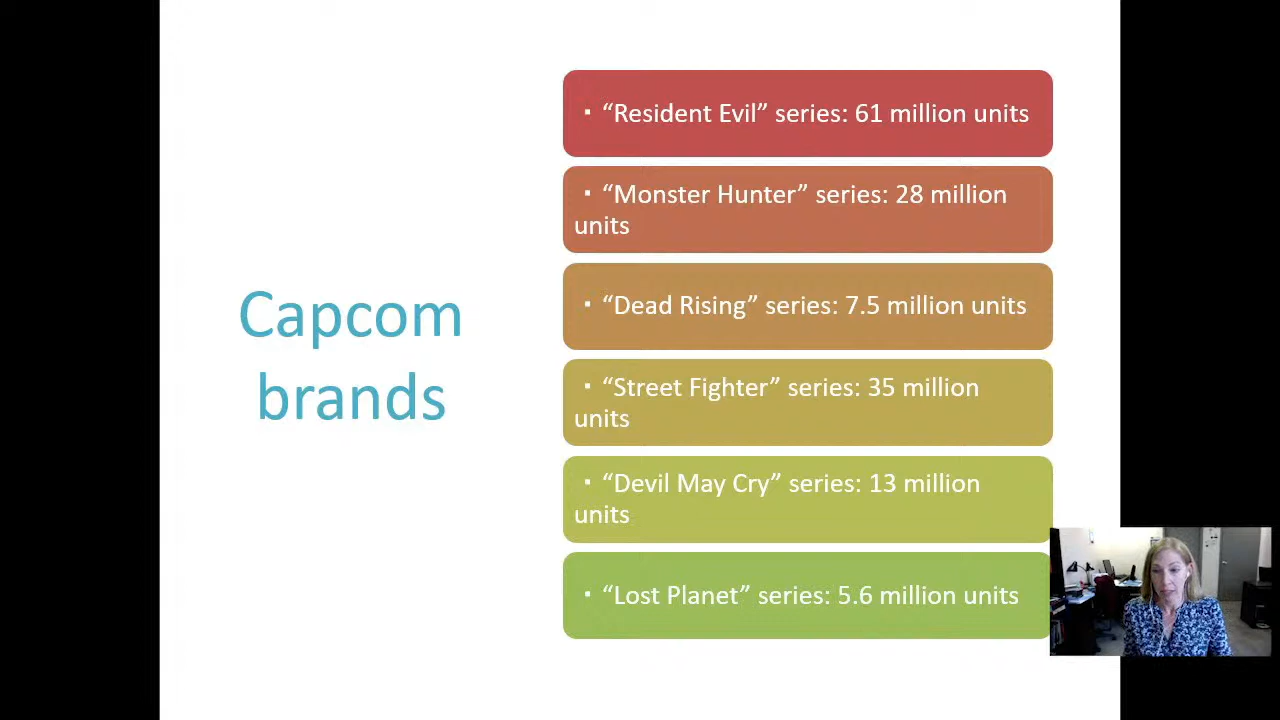 Capcom
brands
▪ “Resident Evil” series: 61 million units
▪ “Monster Hunter” series: 28 million
units
▪ “Dead Rising” series: 7.5 million units
▪ “Street Fighter” series: 35 million
units
▪ “Devil May Cry” series: 13 million
units
▪ “Lost Planet” series: 5.6 million units